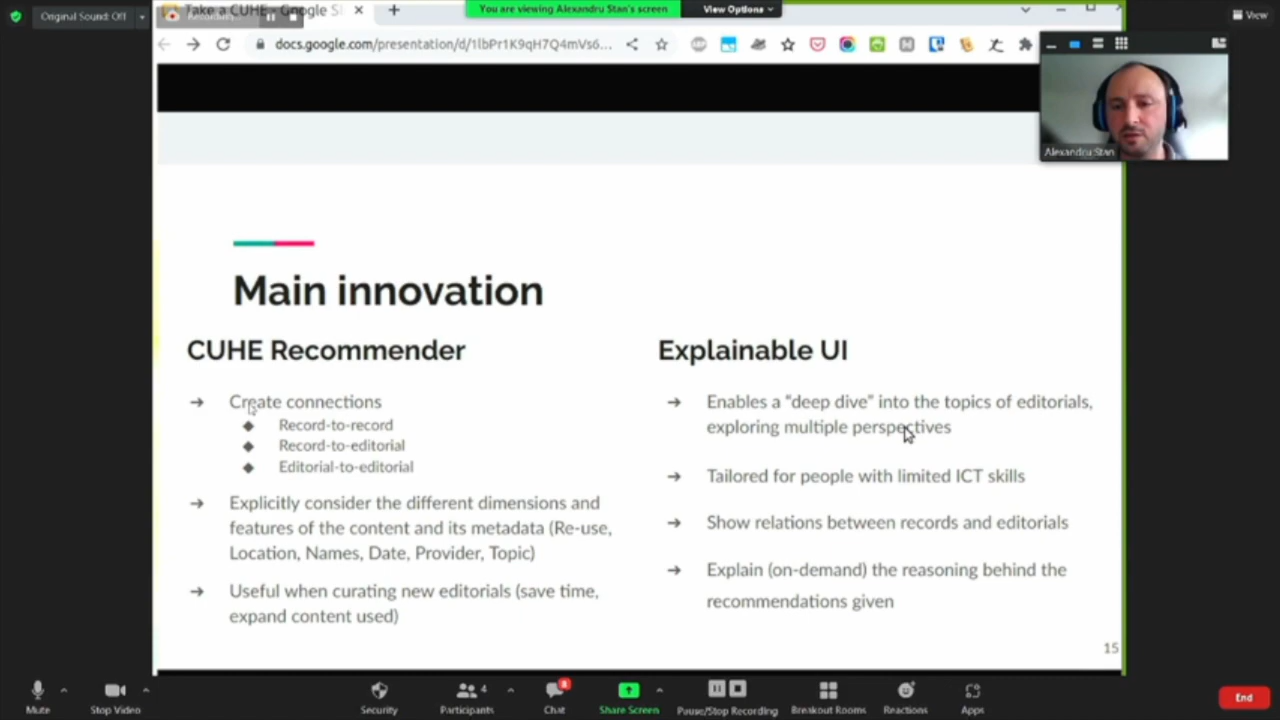 Original Sound: Off
Take a CUHE - Google Sl
Recording
You are viewing Alexandru Stan's screen
View Options
View
docs.google.com/presentation/d/1lbPr1K9qH7Q4mVs6...
Alexandru Stan
Main innovation
CUHE Recommender
➔ Create connections
◆ Record-to-record
◆ Record-to-editorial
◆ Editorial-to-editorial
➔ Explicitly consider the different dimensions and
features of the content and its metadata (Re-use,
Location, Names, Date, Provider, Topic)
➔ Useful when curating new editorials (save time,
expand content used)
Explainable UI
➔ Enables a “deep dive” into the topics of editorials,
exploring multiple perspectives
➔ Tailored for people with limited ICT skills
➔ Show relations between records and editorials
➔ Explain (on-demand) the reasoning behind the
recommendations given
15
Mute
Stop Video
Security
4
Participants
8
Chat
Share Screen
Pause/Stop Recording
Breakout Rooms
Reactions
Apps
End